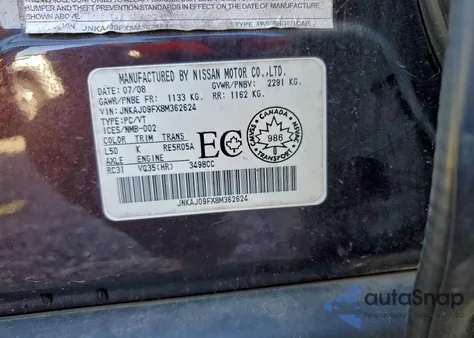 BUMPER AND THEFT PREVENTION STANDARDS IN EFFECT ON THE DATE OF
MANUFACTURE SHOWN ABOVE.
MANUFACTURED BY NISSAN MOTOR CO.,LTD.
DATE: 07/08 GVWR/PNBV: 2291 KG.
GAWR/PNBE FR: 1133 KG. RR: 1162 KG.
VIN: JNKAJ09FX8M362624
TYPE:PC/VT
ICES/NMB-002
COLOR TRIM TRANS
L50 K RE5R05A
AXLE ENGINE
RC31 VQ35(HR) 3498CC
EC
CANADA
986
TRANSPORT
JNKAJ09FX8M362624
autoSnap